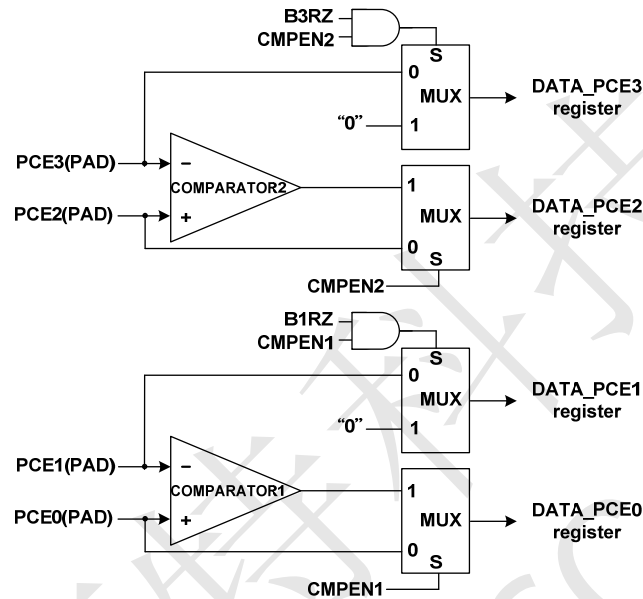 B3RZ
CMPEN2
S
0
MUX
DATA_PCE3
register
"0"
1
PCE3(PAD)
−
COMPARATOR2
1
MUX
DATA_PCE2
register
PCE2(PAD)
+
0
S
CMPEN2
B1RZ
CMPEN1
S
0
MUX
DATA_PCE1
register
"0"
1
PCE1(PAD)
−
COMPARATOR1
1
MUX
DATA_PCE0
register
PCE0(PAD)
+
0
S
CMPEN1